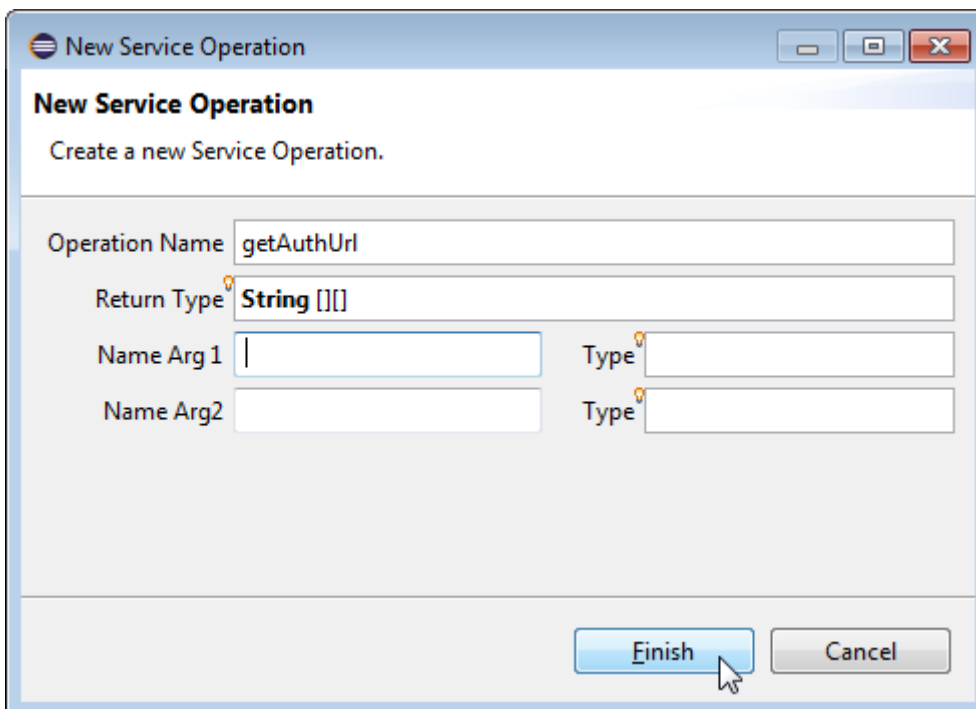 New Service Operation
New Service Operation
Create a new Service Operation.
Operation Name getAuthUrl
Return Type String [][]
Name Arg 1 Type
Name Arg2 Type
Finish Cancel